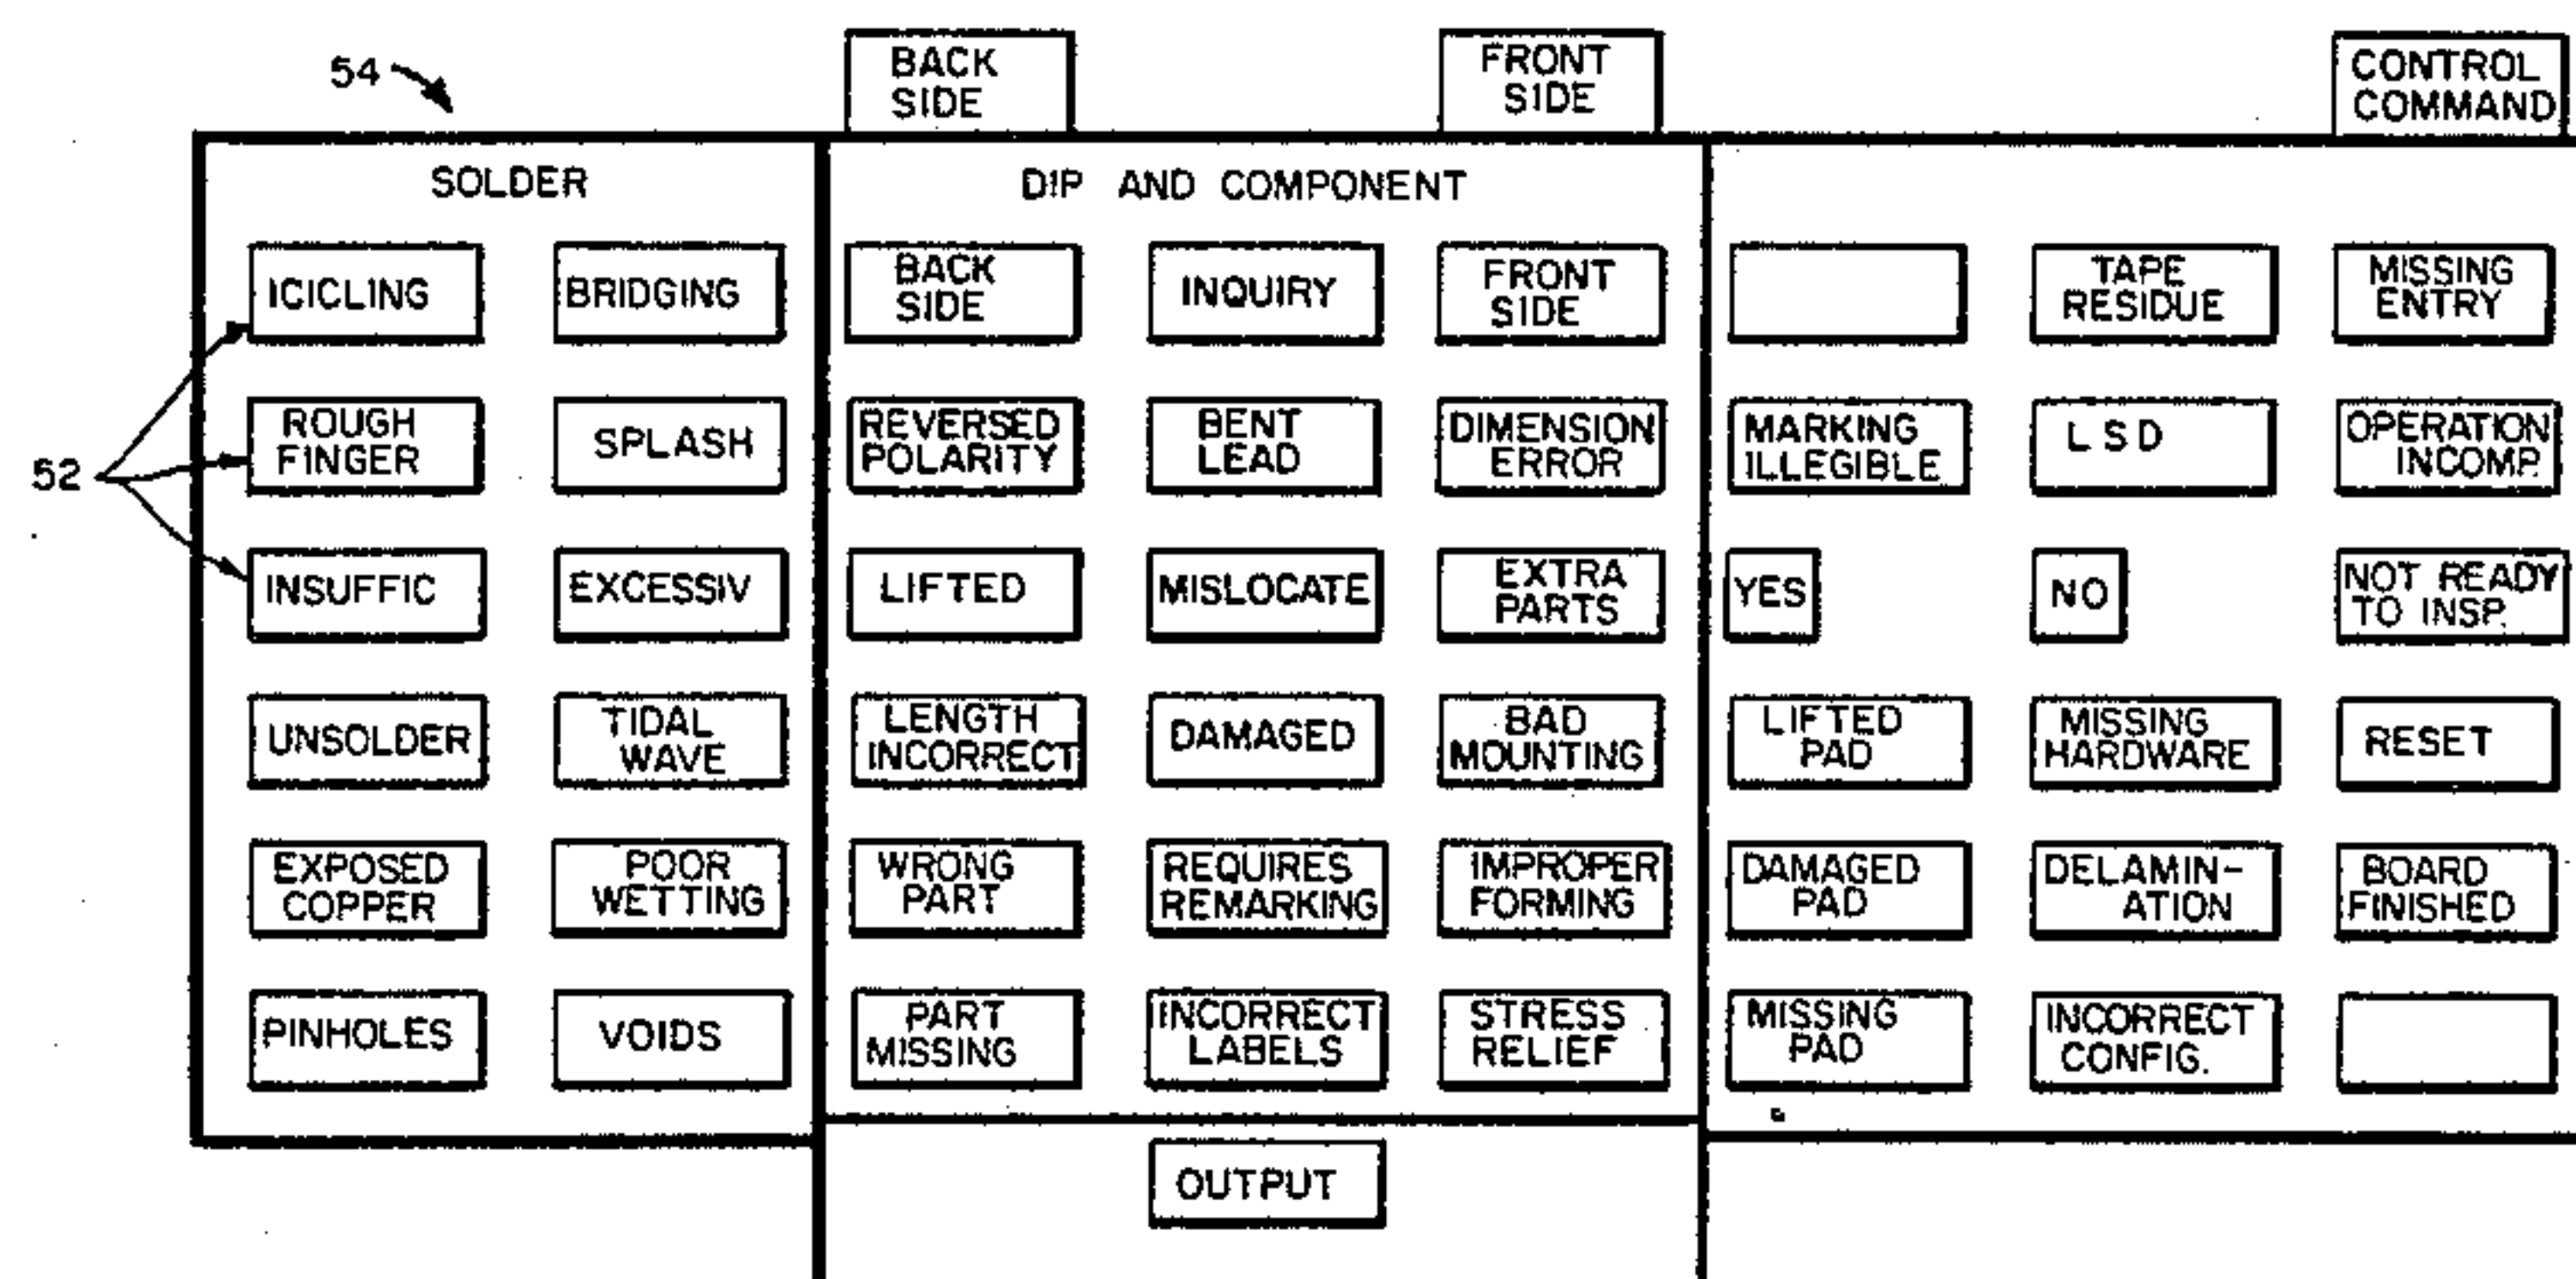 54
BACK
SIDE
FRONT
SIDE
CONTROL
COMMAND
SOLDER
DIP AND COMPONENT
ICICLING
BRIDGING
BACK
SIDE
INQUIRY
FRONT
SIDE
TAPE
RESIDUE
MISSING
ENTRY
52
ROUGH
FINGER
SPLASH
REVERSED
POLARITY
BENT
LEAD
DIMENSION
ERROR
MARKING
ILLEGIBLE
LSD
OPERATION
INCOMP.
INSUFFIC
EXCESSIV
LIFTED
MISLOCATE
EXTRA
PARTS
YES
NO
NOT READY
TO INSP.
UNSOLDER
TIDAL
WAVE
LENGTH
INCORRECT
DAMAGED
BAD
MOUNTING
LIFTED
PAD
MISSING
HARDWARE
RESET
EXPOSED
COPPER
POOR
WETTING
WRONG
PART
REQUIRES
REMARKING
IMPROPER
FORMING
DAMAGED
PAD
DELAMIN-
ATION
BOARD
FINISHED
PINHOLES
VOIDS
PART
MISSING
INCORRECT
LABELS
STRESS
RELIEF
MISSING
PAD
INCORRECT
CONFIG.
OUTPUT